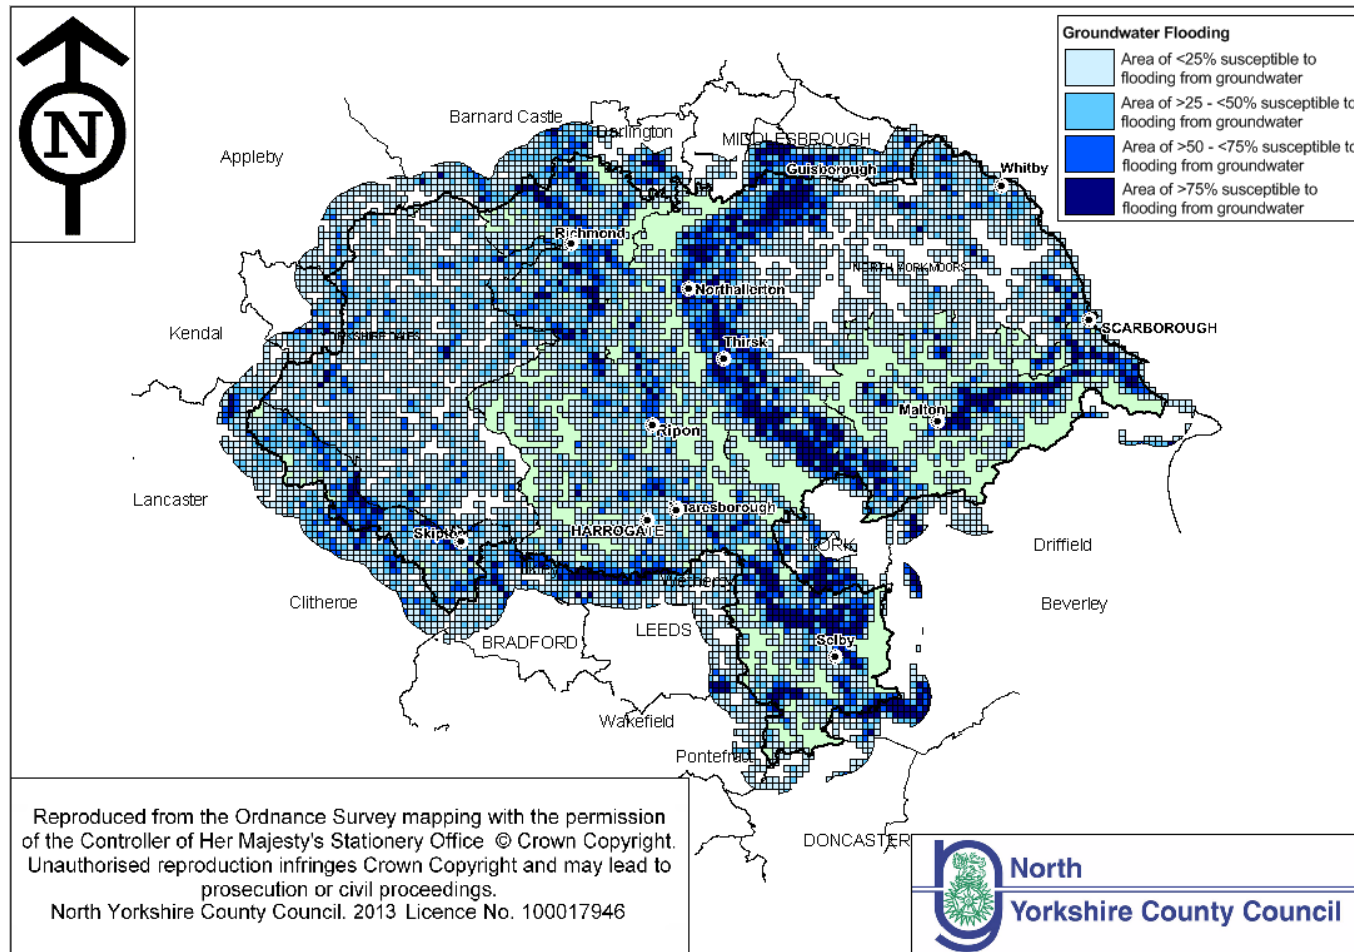 N
Groundwater Flooding
Area of <25% susceptible to
flooding from groundwater
Area of >25 - <50% susceptible to
flooding from groundwater
Area of >50 - <75% susceptible to
flooding from groundwater
Area of >75% susceptible to
flooding from groundwater
Barnard Castle
Darlington
MIDDLESBROUGH
Appleby
Guisborough
Whitby
Richmond
NORTH YORK MOORS
Northallerton
Kendal
SCARBOROUGH
Thirsk
Malton
Ripon
Lancaster
HARROGATE
YORK
Driffield
Clitheroe
Wetherby
Beverley
BRADFORD
LEEDS
Selby
Wakefield
Pontefract
DONCASTER
Reproduced from the Ordnance Survey mapping with the permission
of the Controller of Her Majesty's Stationery Office © Crown Copyright.
Unauthorised reproduction infringes Crown Copyright and may lead to
prosecution or civil proceedings.
North Yorkshire County Council. 2013 Licence No. 100017946
North
Yorkshire County Council